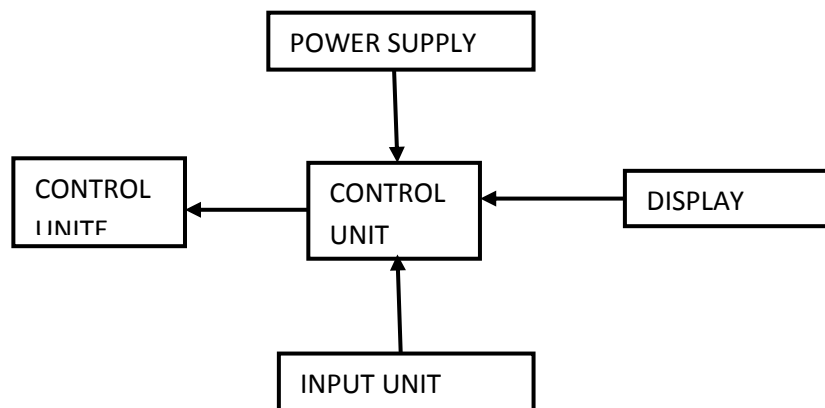 POWER SUPPLY
CONTROL
UNITE
CONTROL
UNIT
DISPLAY
INPUT UNIT